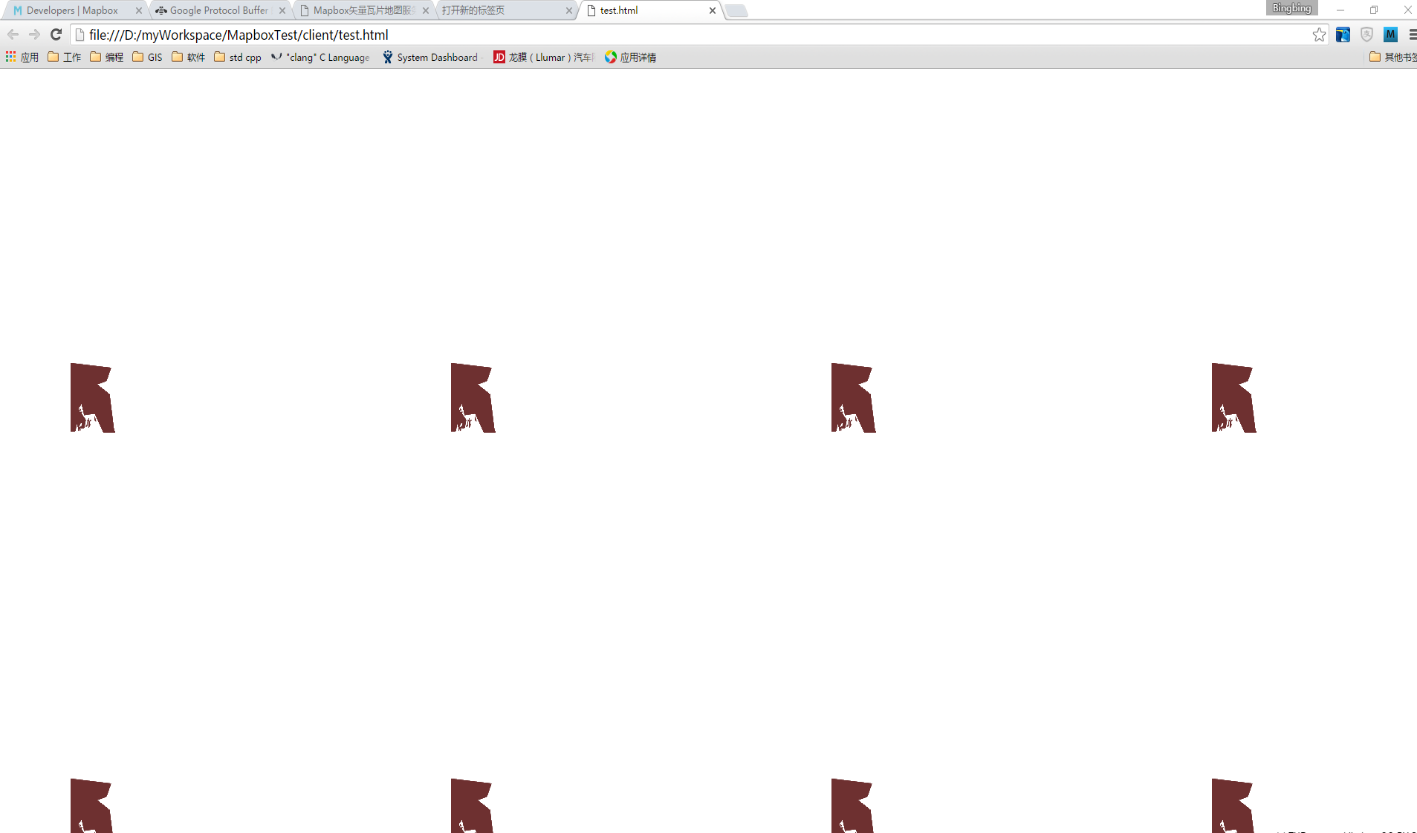 Developers | Mapbox
Google Protocol Buffer
Mapbox矢量瓦片地图服务
打开新的标签页
test.html
Bingbing
file:///D:/myWorkspace/MapboxTest/client/test.html
应用
工作
编程
GIS
软件
std cpp
"clang" C Language
System Dashboard
JD
龙膜 ( Llumar ) 汽车
应用详情
其他书签